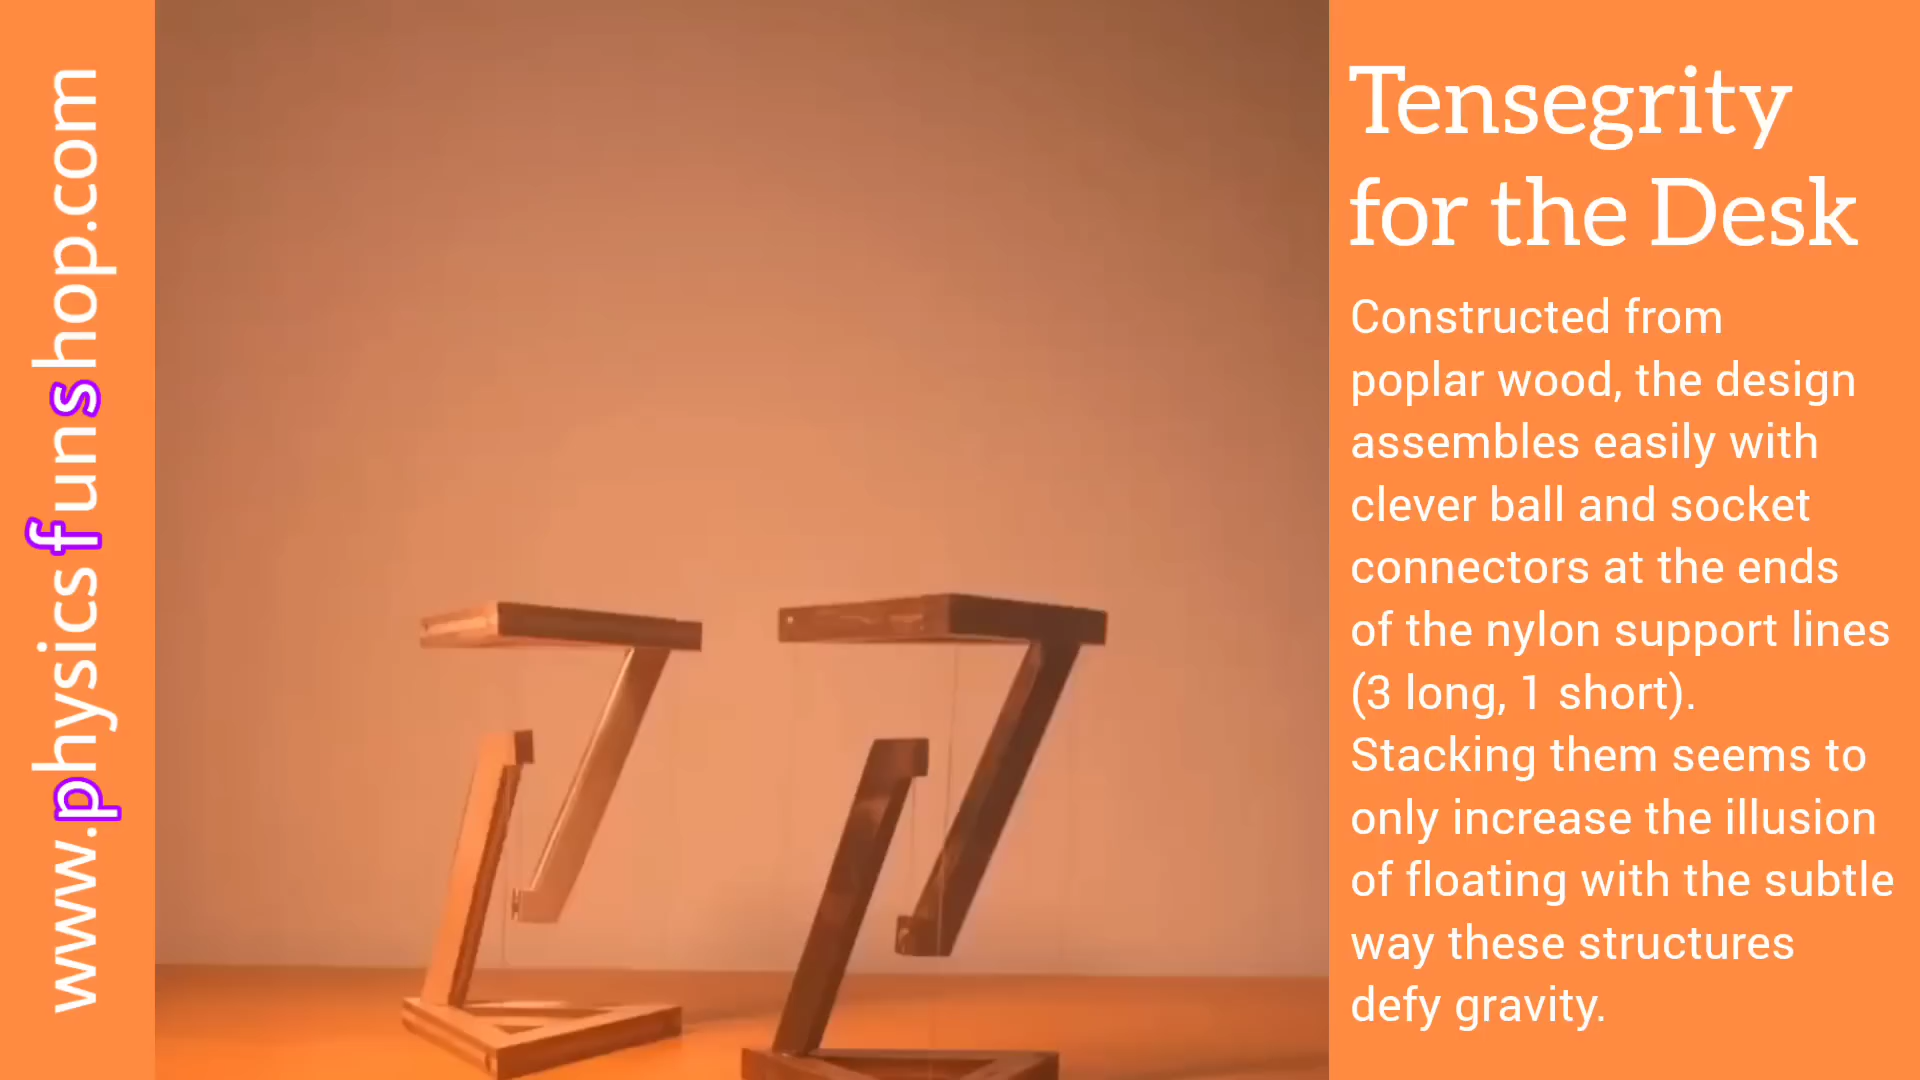 www.physicsfunshop.com
Tensegrity
for the Desk
Constructed from
poplar wood, the design
assembles easily with
clever ball and socket
connectors at the ends
of the nylon support lines
(3 long, 1 short).
Stacking them seems to
only increase the illusion
of floating with the subtle
way these structures
defy gravity.